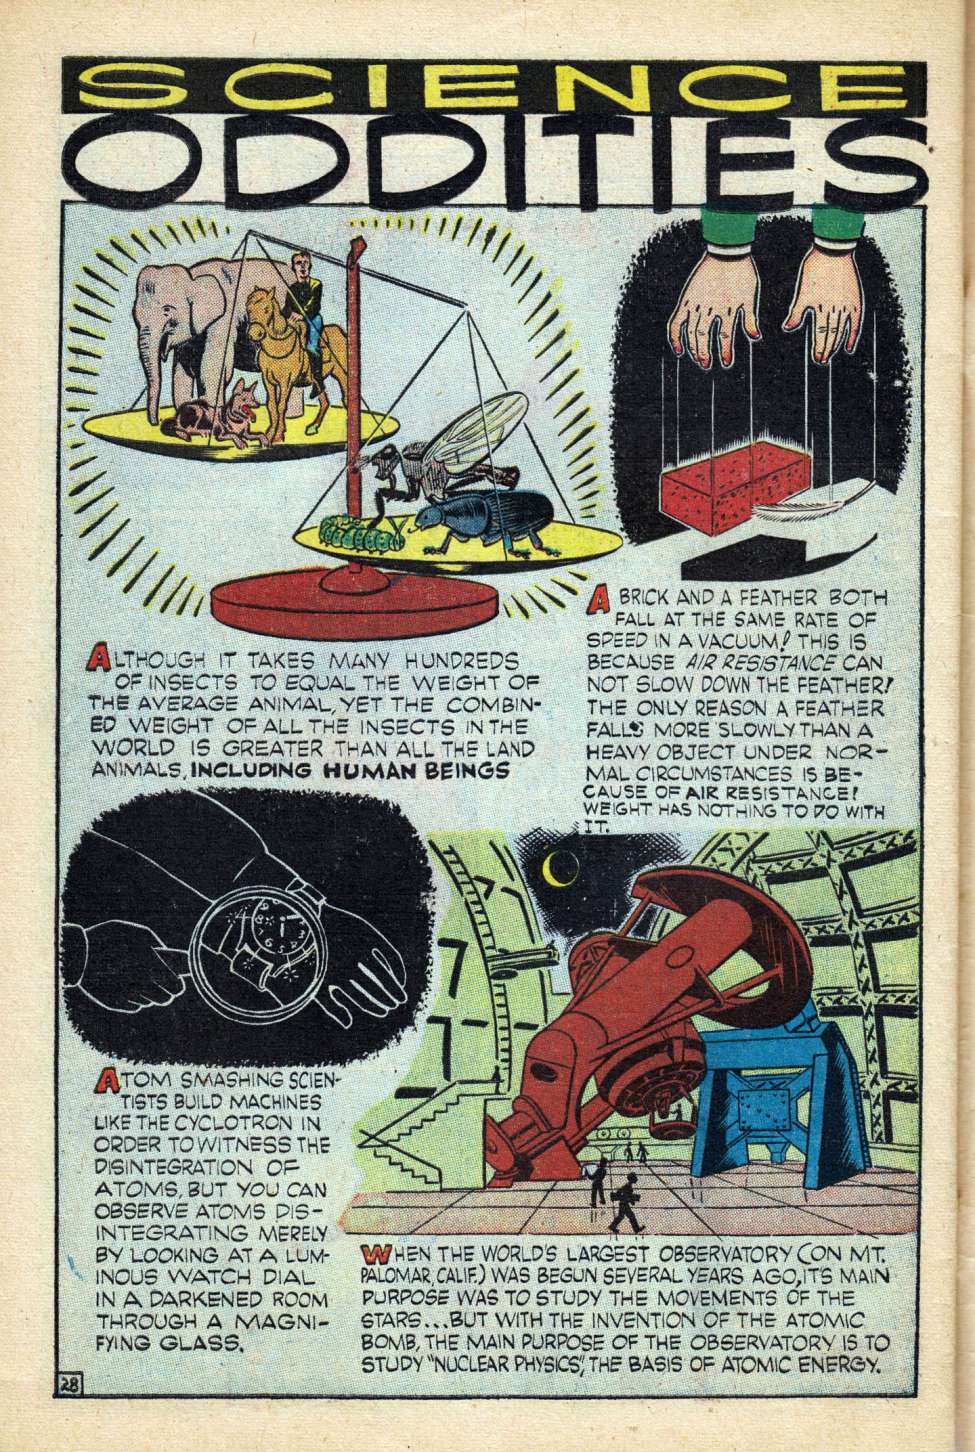 SCIENCE
ODDITIES
ALTHOUGH IT TAKES MANY HUNDREDS
OF INSECTS TO EQUAL THE WEIGHT OF
THE AVERAGE ANIMAL, YET THE COMBIN-
ED WEIGHT OF ALL THE INSECTS IN THE
WORLD IS GREATER THAN ALL THE LAND
ANIMALS, INCLUDING HUMAN BEINGS
A BRICK AND A FEATHER BOTH
FALL AT THE SAME RATE OF
SPEED IN A VACUUM! THIS IS
BECAUSE AIR RESISTANCE CAN
NOT SLOW DOWN THE FEATHER!
THE ONLY REASON A FEATHER
FALLS MORE SLOWLY THAN A
HEAVY OBJECT UNDER NOR-
MAL CIRCUMSTANCES IS BE-
CAUSE OF AIR RESISTANCE!
WEIGHT HAS NOTHING TO DO WITH
IT.
ATOM SMASHING SCIEN-
TISTS BUILD MACHINES
LIKE THE CYCLOTRON IN
ORDER TO WITNESS THE
DISINTEGRATION OF
ATOMS, BUT YOU CAN
OBSERVE ATOMS DIS-
INTEGRATING MERELY
BY LOOKING AT A LUM-
INOUS WATCH DIAL
IN A DARKENED ROOM
THROUGH A MAGNI-
FYING GLASS.
WHEN THE WORLD'S LARGEST OBSERVATORY (ON MT.
PALOMAR, CALIF.) WAS BEGUN SEVERAL YEARS AGO, IT'S MAIN
PURPOSE WAS TO STUDY THE MOVEMENTS OF THE
STARS...BUT WITH THE INVENTION OF THE ATOMIC
BOMB, THE MAIN PURPOSE OF THE OBSERVATORY IS TO
STUDY "NUCLEAR PHYSICS", THE BASIS OF ATOMIC ENERGY.
28